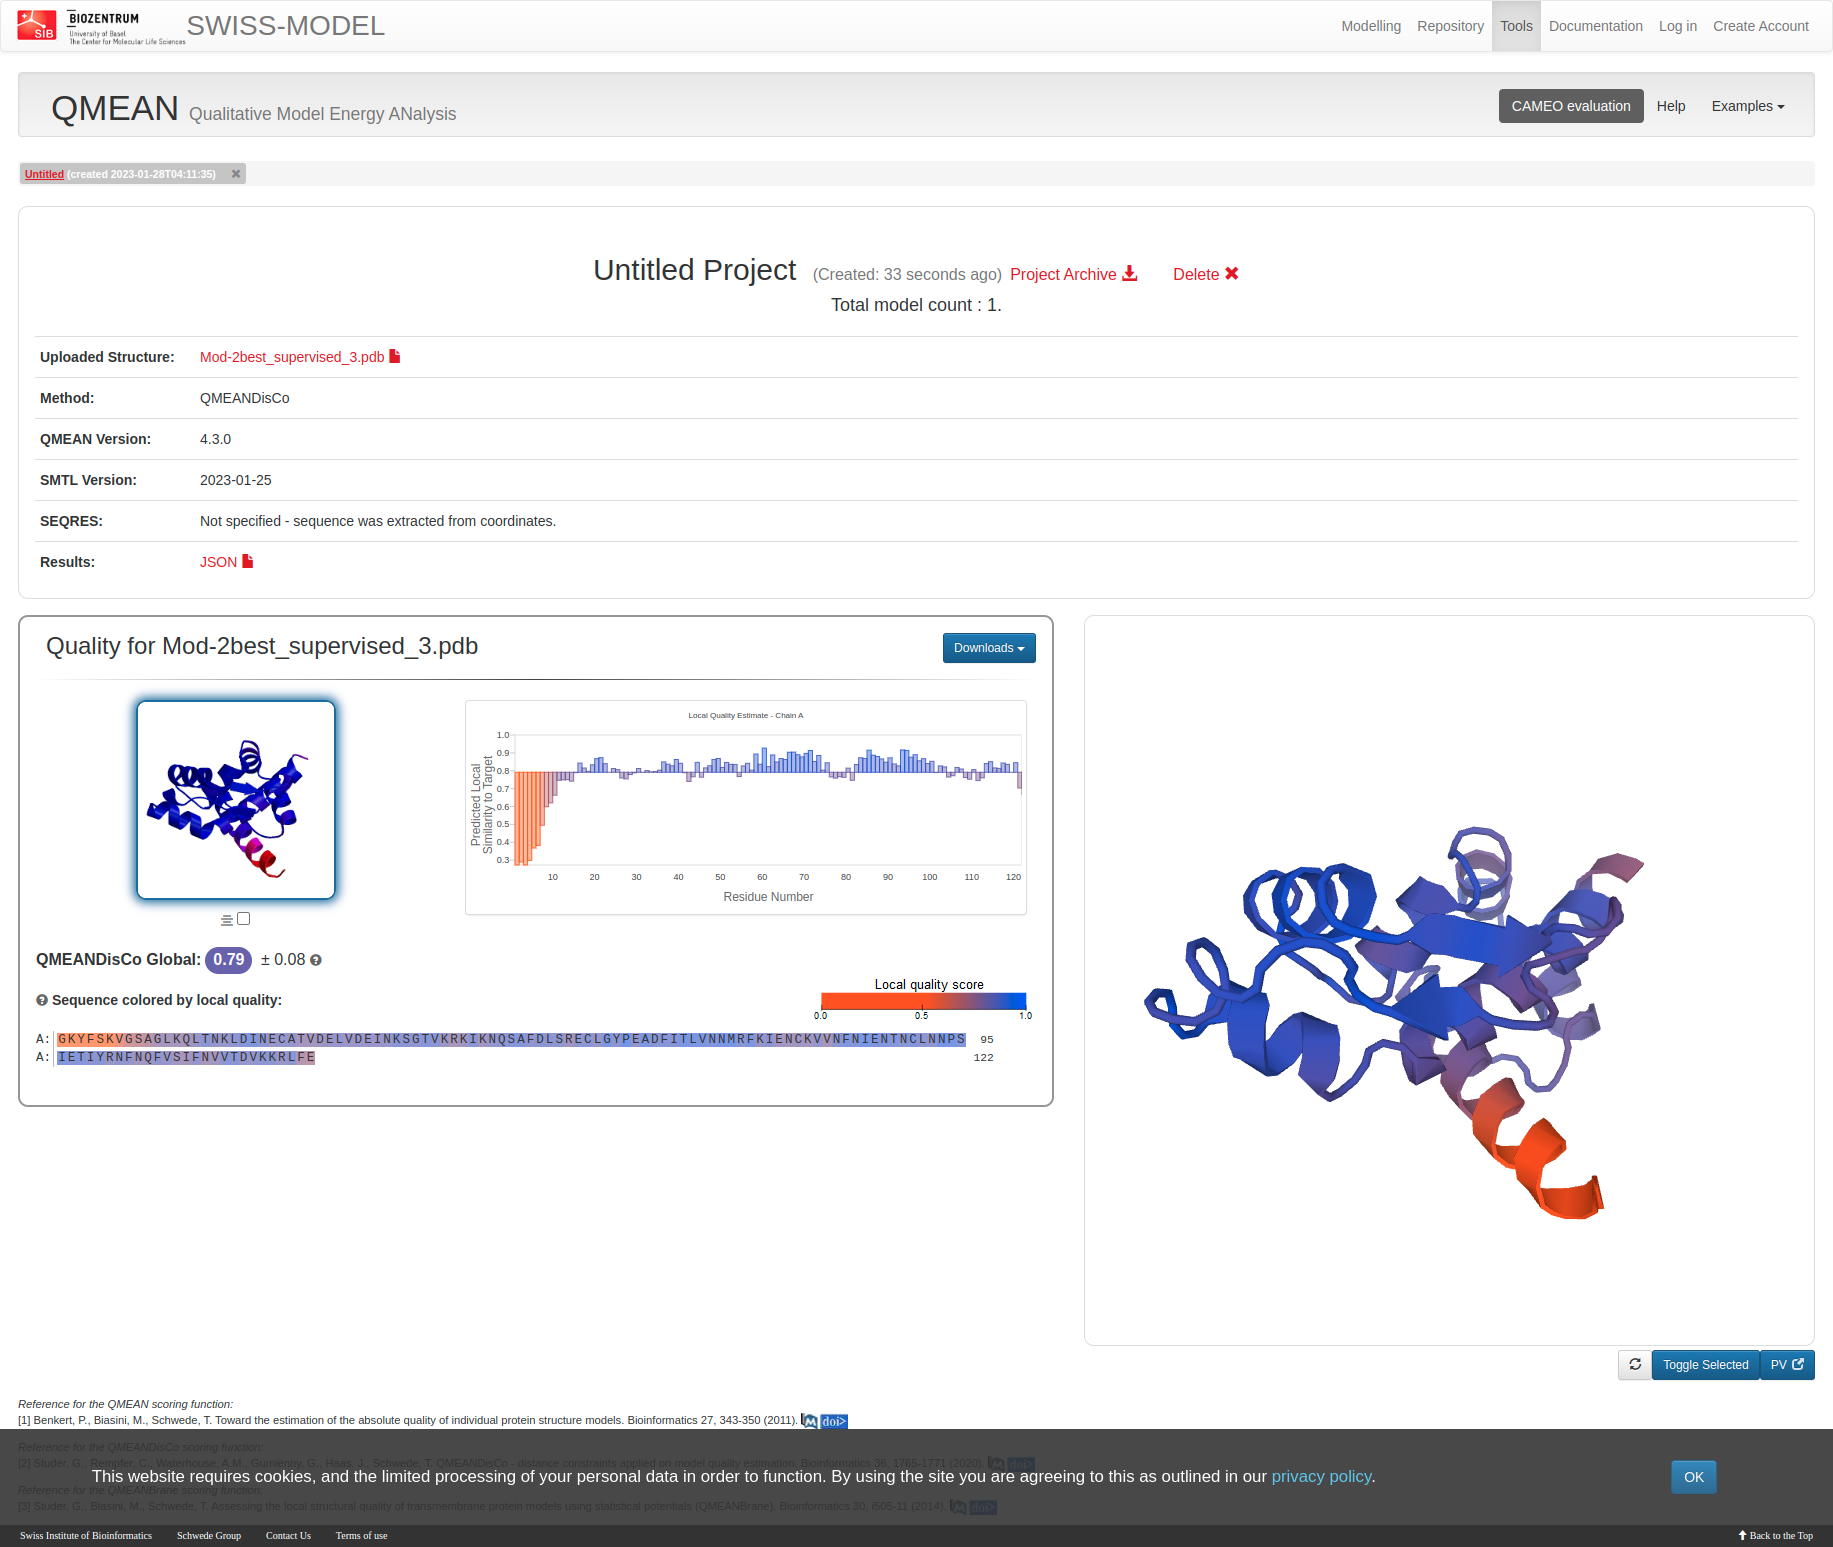 SIB
BIOZENTRUM
University of Basel
The Center for Molecular Life Sciences
SWISS-MODEL
Modelling Repository Tools Documentation Log in Create Account
QMEAN Qualitative Model Energy ANalysis
CAMEO evaluation Help Examples
Untitled (created 2023-01-28T04:11:35)
Untitled Project (Created: 33 seconds ago) Project Archive Delete
Total model count : 1.
Uploaded Structure: Mod-2best_supervised_3.pdb
Method: QMEANDisCo
QMEAN Version: 4.3.0
SMTL Version: 2023-01-25
SEQRES: Not specified - sequence was extracted from coordinates.
Results: JSON
Quality for Mod-2best_supervised_3.pdb
Downloads
Local Quality Estimate - Chain A
Predicted Local
Similarity to Target
1.0
0.9
0.8
0.7
0.6
0.5
0.4
0.3
10 20 30 40 50 60 70 80 90 100 110 120
Residue Number
QMEANDisCo Global: 0.79 ± 0.08
Sequence colored by local quality:
Local quality score
0.0 0.5 1.0
A: GKYFSKVGSAGLKQLTNKLDINECATVDELVDEINKSGTVKRKIKNQSAFDLSRECLGYPEADFITLVNNMRFKIENCKVVNFNIENTNCLNNPS 95
A: IETIYRNFNQFVSIFNVVTDVKKRLFE 122
Toggle Selected
PV
Reference for the QMEAN scoring function:
[1] Benkert, P., Biasini, M., Schwede, T. Toward the estimation of the absolute quality of individual protein structure models. Bioinformatics 27, 343-350 (2011). M doi>
Reference for the QMEANDisCo scoring function:
[2] Studer, G., Rempfer, C., Waterhouse, A.M., Gumienny, G., Haas, J., Schwede, T. QMEANDisCo - distance constraints applied on model quality estimation. Bioinformatics 36, 1765-1771 (2020). M doi>
This website requires cookies, and the limited processing of your personal data in order to function. By using the site you are agreeing to this as outlined in our privacy policy.
OK
Reference for the QMEANBrane scoring function:
[3] Studer, G., Biasini, M., Schwede, T. Assessing the local structural quality of transmembrane protein models using statistical potentials (QMEANBrane). Bioinformatics 30, i505-11 (2014). M doi>
Swiss Institute of Bioinformatics Schwede Group Contact Us Terms of use
Back to the Top